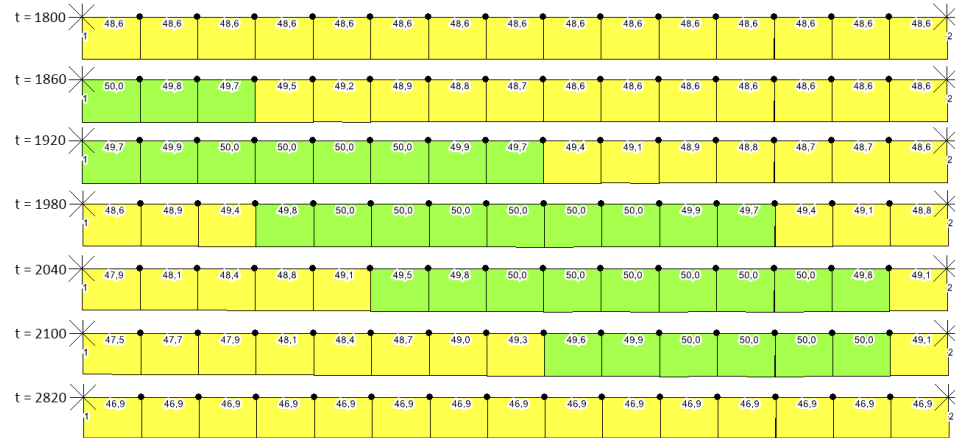 t = 1800 48,6 48,6 48,6 48,6 48,6 48,6 48,6 48,6 48,6 48,6 48,6 48,6 48,6 48,6 48,6
1 2
t = 1860 50,0 49,8 49,7 49,5 49,2 48,9 48,8 48,7 48,6 48,6 48,6 48,6 48,6 48,6 48,6
1 2
t = 1920 49,7 49,9 50,0 50,0 50,0 50,0 49,9 49,7 49,4 49,1 48,9 48,8 48,7 48,7 48,6
1 2
t = 1980 48,6 48,9 49,4 49,8 50,0 50,0 50,0 50,0 50,0 50,0 49,9 49,7 49,4 49,1 48,8
1 2
t = 2040 47,9 48,1 48,4 48,8 49,1 49,5 49,8 50,0 50,0 50,0 50,0 50,0 50,0 49,8 49,1
1 2
t = 2100 47,5 47,7 47,9 48,1 48,4 48,7 49,0 49,3 49,6 49,9 50,0 50,0 50,0 50,0 49,1
1 2
t = 2820 46,9 46,9 46,9 46,9 46,9 46,9 46,9 46,9 46,9 46,9 46,9 46,9 46,9 46,9 46,9
1 2